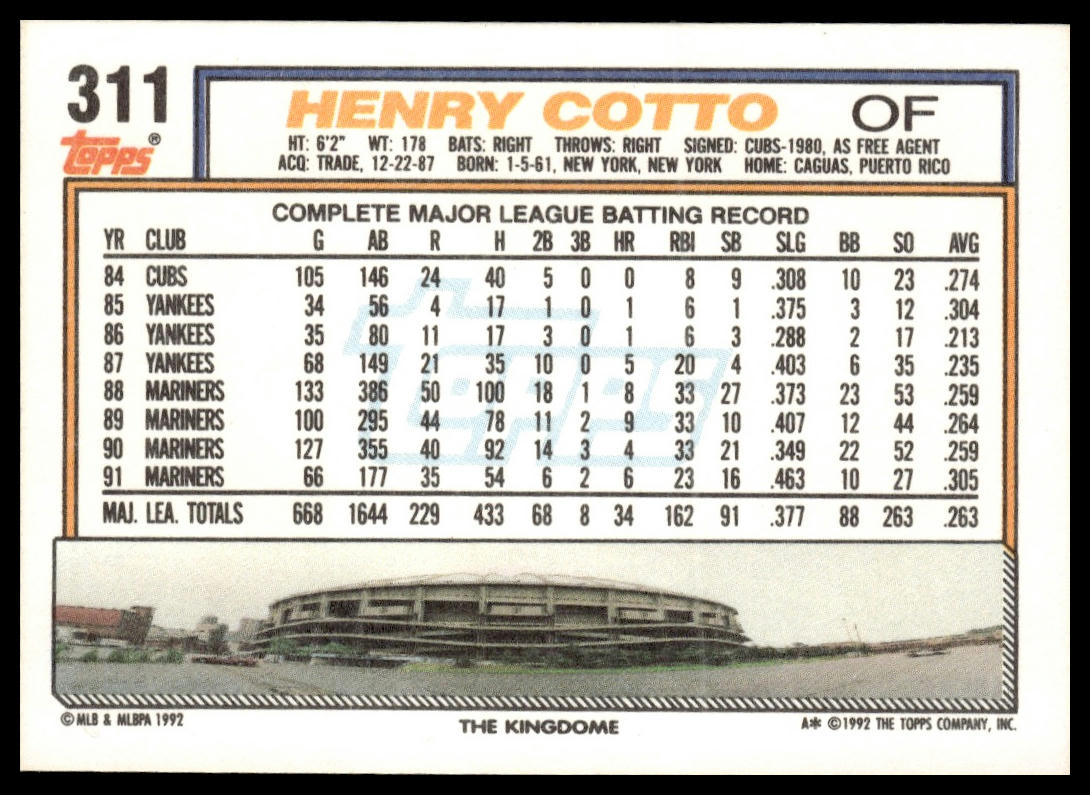 311
Topps®
HENRY COTTO OF
HT: 6'2" WT: 178 BATS: RIGHT THROWS: RIGHT SIGNED: CUBS-1980, AS FREE AGENT
ACQ: TRADE, 12-22-87 BORN: 1-5-61, NEW YORK, NEW YORK HOME: CAGUAS, PUERTO RICO
COMPLETE MAJOR LEAGUE BATTING RECORD
YR CLUB G AB R H 2B 3B HR RBI SB SLG BB SO AVG
84 CUBS 105 146 24 40 5 0 0 8 9 .308 10 23 .274
85 YANKEES 34 56 4 17 1 0 1 6 1 .375 3 12 .304
86 YANKEES 35 80 11 17 3 0 1 6 3 .288 2 17 .213
87 YANKEES 68 149 21 35 10 0 5 20 4 .403 6 35 .235
88 MARINERS 133 386 50 100 18 1 8 33 27 .373 23 53 .259
89 MARINERS 100 295 44 78 11 2 9 33 10 .407 12 44 .264
90 MARINERS 127 355 40 92 14 3 4 33 21 .349 22 52 .259
91 MARINERS 66 177 35 54 6 2 6 23 16 .463 10 27 .305
MAJ. LEA. TOTALS 668 1644 229 433 68 8 34 162 91 .377 88 263 .263
Topps
©MLB & MLBPA 1992
THE KINGDOME
A* ©1992 THE TOPPS COMPANY, INC.